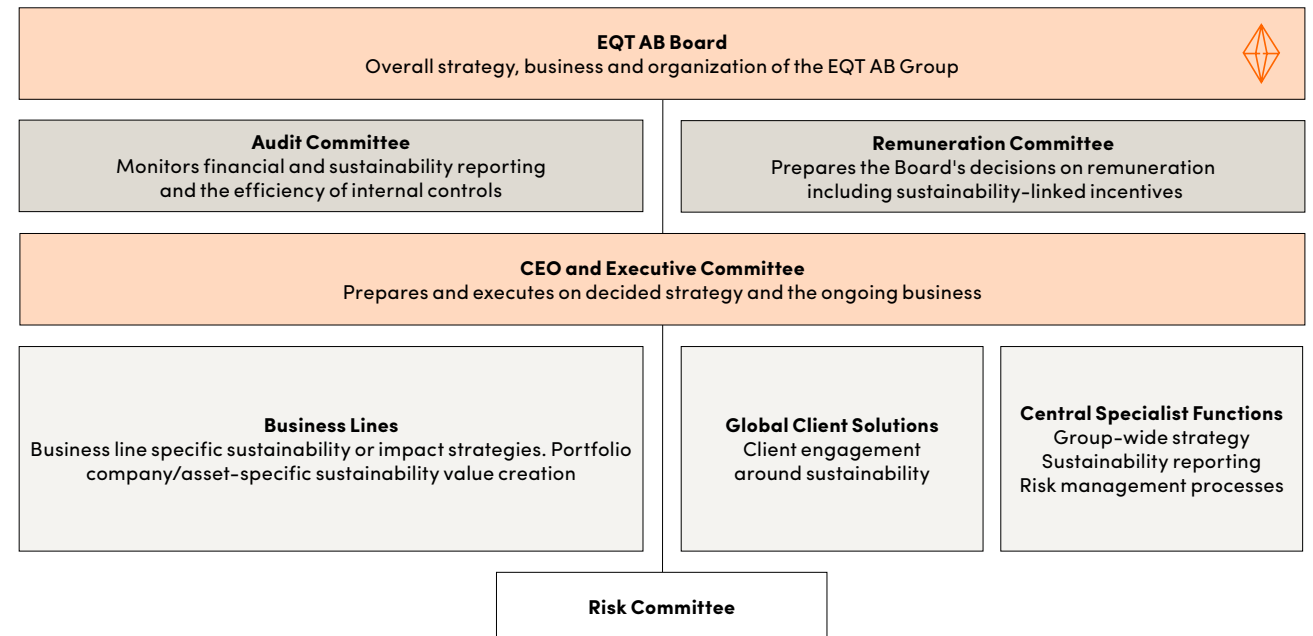 EQT AB Board
Overall strategy, business and organization of the EQT AB Group
Audit Committee
Monitors financial and sustainability reporting
and the efficiency of internal controls
Remuneration Committee
Prepares the Board's decisions on remuneration
including sustainability-linked incentives
CEO and Executive Committee
Prepares and executes on decided strategy and the ongoing business
Business Lines
Business line specific sustainability or impact strategies. Portfolio
company/asset-specific sustainability value creation
Global Client Solutions
Client engagement
around sustainability
Central Specialist Functions
Group-wide strategy
Sustainability reporting
Risk management processes
Risk Committee